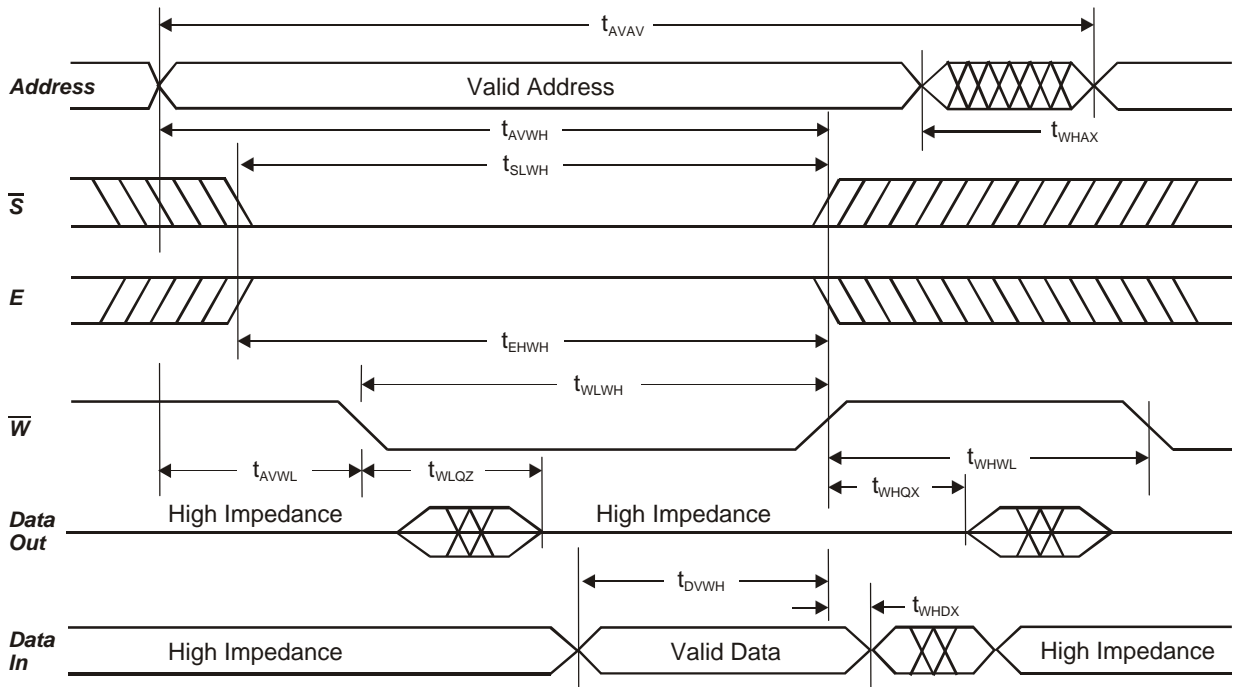 tAVAV
Address
Valid Address
tAVWH
tWHAX
tSLWH
S̅
E
tEHWH
tWLWH
W̅
tAVWL
tWLQZ
tWHWL
tWHQX
High Impedance
High Impedance
Data
Out
tDVWH
tWHDX
Data
In
High Impedance
Valid Data
High Impedance